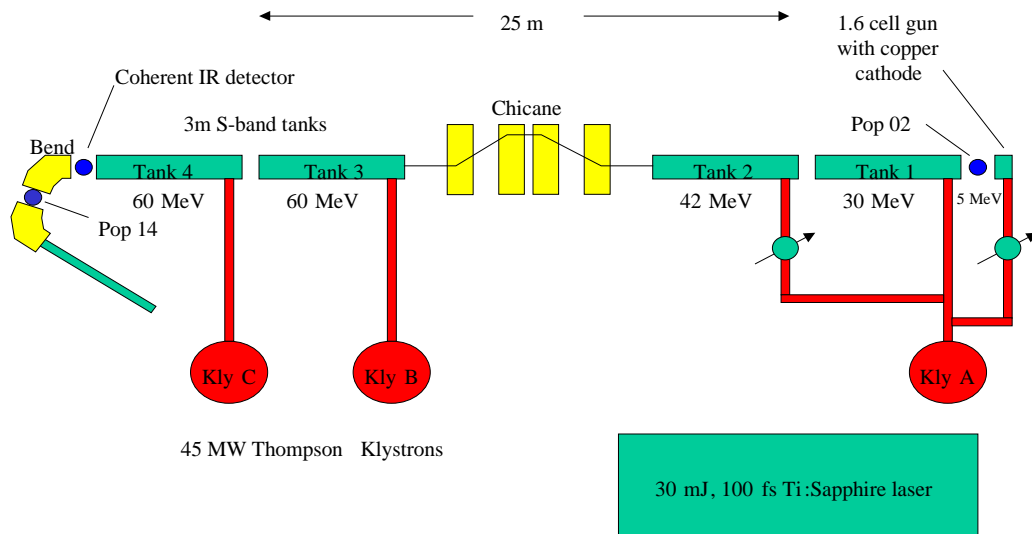 25 m
1.6 cell gun
with copper
cathode
Coherent IR detector
Chicane
3m S-band tanks
Pop 02
Bend
Tank 4
Tank 3
Tank 2
Tank 1
60 MeV
60 MeV
42 MeV
30 MeV
5 MeV
Pop 14
Kly C
Kly B
Kly A
45 MW Thompson Klystrons
30 mJ, 100 fs Ti:Sapphire laser